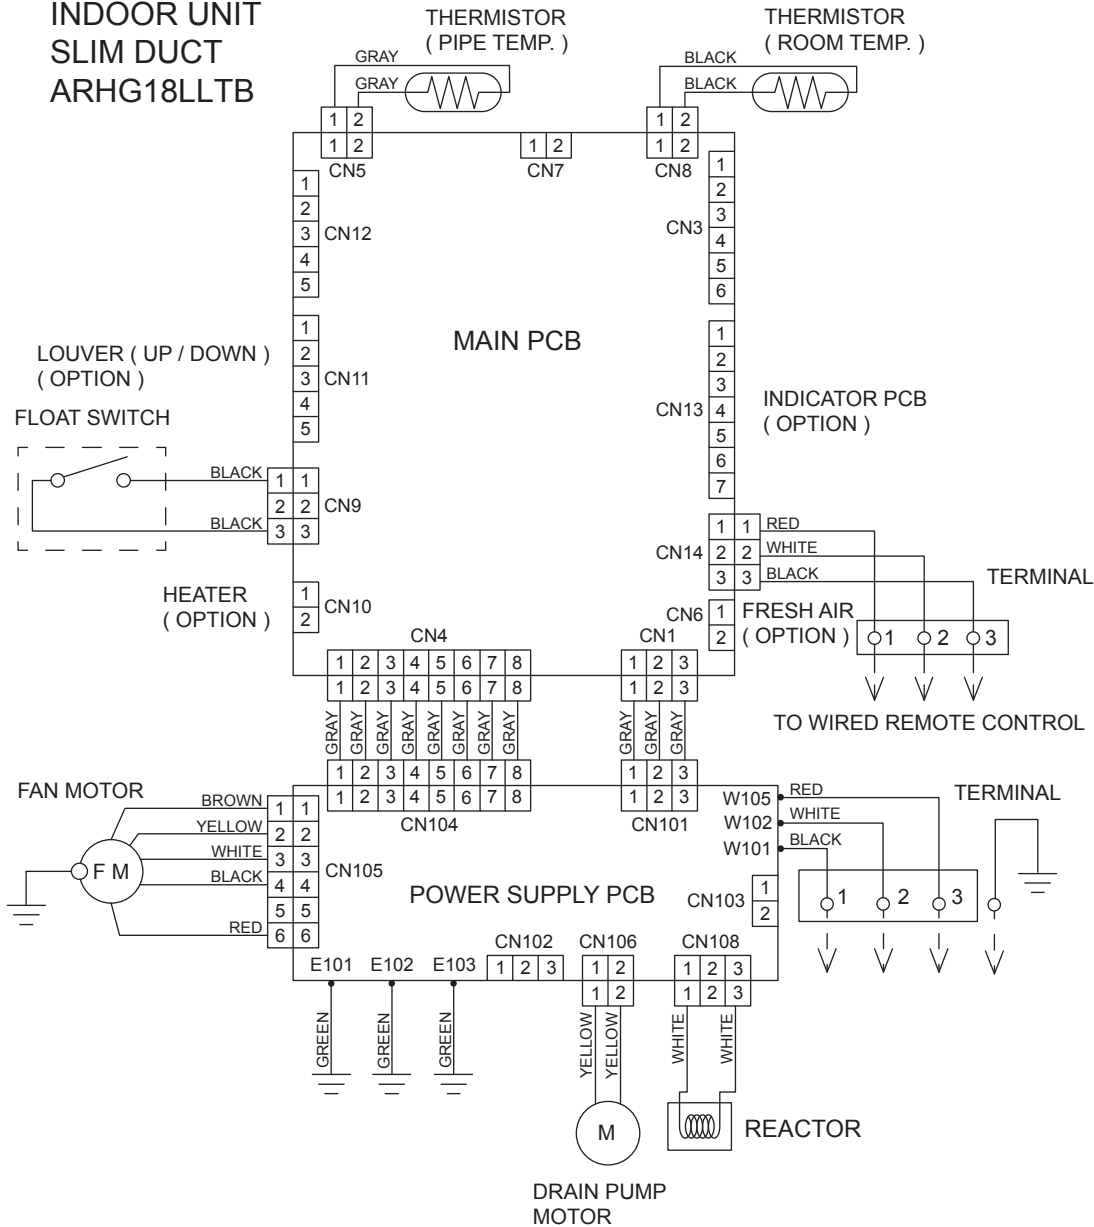 INDOOR UNIT
SLIM DUCT
ARHG18LLTB
THERMISTOR
( PIPE TEMP. )
THERMISTOR
( ROOM TEMP. )
GRAY
GRAY
BLACK
BLACK
1 2
1 2
CN5
1 2
CN7
1 2
1 2
CN8
1
2
3
4
5
CN12
1
2
3
4
5
6
CN3
MAIN PCB
LOUVER ( UP / DOWN )
( OPTION )
1
2
3
4
5
CN11
1
2
3
4
5
6
7
CN13
INDICATOR PCB
( OPTION )
FLOAT SWITCH
BLACK
BLACK
1 1
2 2
3 3
CN9
CN14
1 1
2 2
3 3
RED
WHITE
BLACK
TERMINAL
HEATER
( OPTION )
1
2
CN10
CN6
1
2
FRESH AIR
( OPTION )
1 2 3
TO WIRED REMOTE CONTROL
CN4
1 2 3 4 5 6 7 8
1 2 3 4 5 6 7 8
GRAY GRAY GRAY GRAY GRAY GRAY GRAY GRAY
1 2 3 4 5 6 7 8
1 2 3 4 5 6 7 8
CN104
CN1
1 2 3
1 2 3
GRAY GRAY GRAY
1 2 3
1 2 3
CN101
FAN MOTOR
F M
BROWN
YELLOW
WHITE
BLACK
RED
1 1
2 2
3 3
4 4
5 5
6 6
CN105
POWER SUPPLY PCB
W105
W102
W101
RED
WHITE
BLACK
TERMINAL
1 2 3
CN103
1
2
E101 E102 E103
GREEN GREEN GREEN
CN102
1 2 3
CN106
1 2
1 2
YELLOW YELLOW
M
DRAIN PUMP
MOTOR
CN108
1 2 3
1 2 3
WHITE WHITE
REACTOR